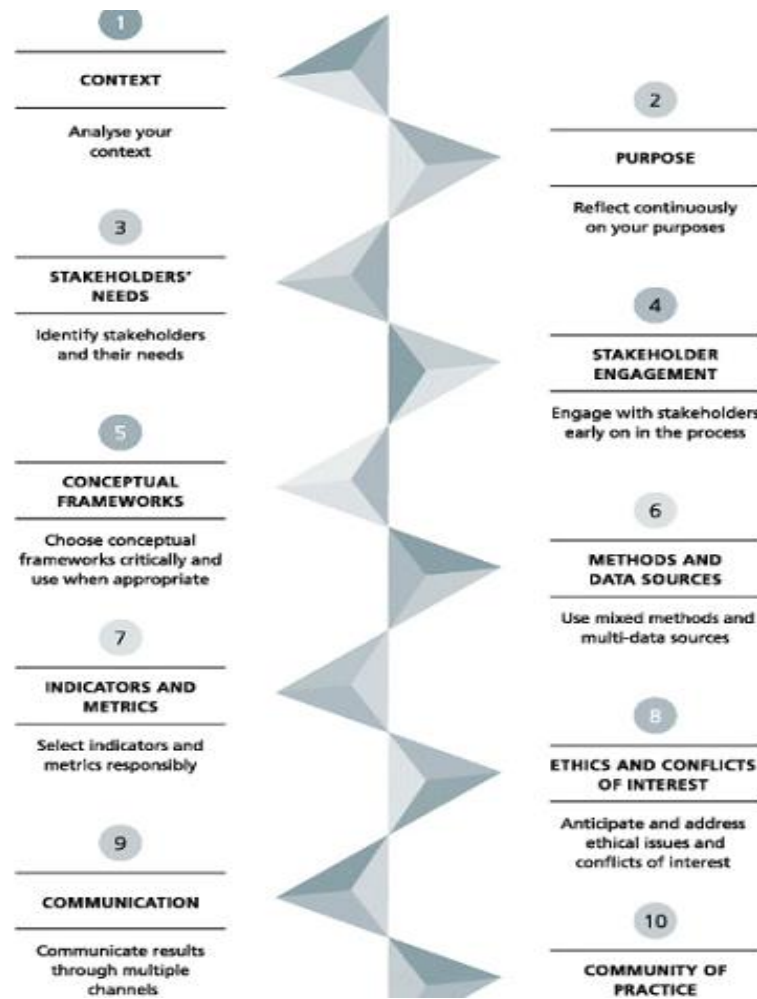 1
CONTEXT
Analyse your
context
2
PURPOSE
Reflect continuously
on your purposes
3
STAKEHOLDERS'
NEEDS
Identify stakeholders
and their needs
4
STAKEHOLDER
ENGAGEMENT
Engage with stakeholders
early on in the process
5
CONCEPTUAL
FRAMEWORKS
Choose conceptual
frameworks critically and
use when appropriate
6
METHODS AND
DATA SOURCES
Use mixed methods and
multi-data sources
7
INDICATORS AND
METRICS
Select indicators and
metrics responsibly
8
ETHICS AND CONFLICTS
OF INTEREST
Anticipate and address
ethical issues and
conflicts of interest
9
COMMUNICATION
Communicate results
through multiple
channels
10
COMMUNITY OF
PRACTICE